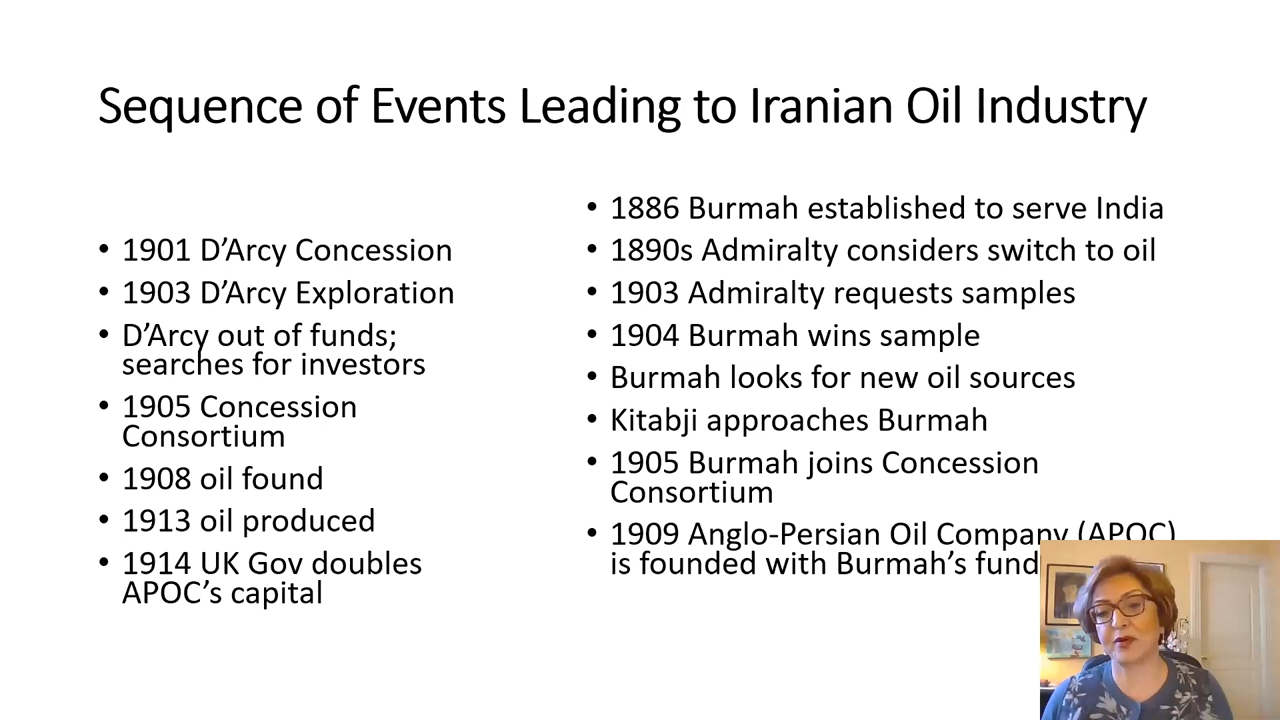 Sequence of Events Leading to Iranian Oil Industry
• 1901 D’Arcy Concession
• 1903 D’Arcy Exploration
• D’Arcy out of funds;
searches for investors
• 1905 Concession
Consortium
• 1908 oil found
• 1913 oil produced
• 1914 UK Gov doubles
APOC’s capital
• 1886 Burmah established to serve India
• 1890s Admiralty considers switch to oil
• 1903 Admiralty requests samples
• 1904 Burmah wins sample
• Burmah looks for new oil sources
• Kitabji approaches Burmah
• 1905 Burmah joins Concession
Consortium
• 1909 Anglo-Persian Oil Company (APOC)
is founded with Burmah’s fund